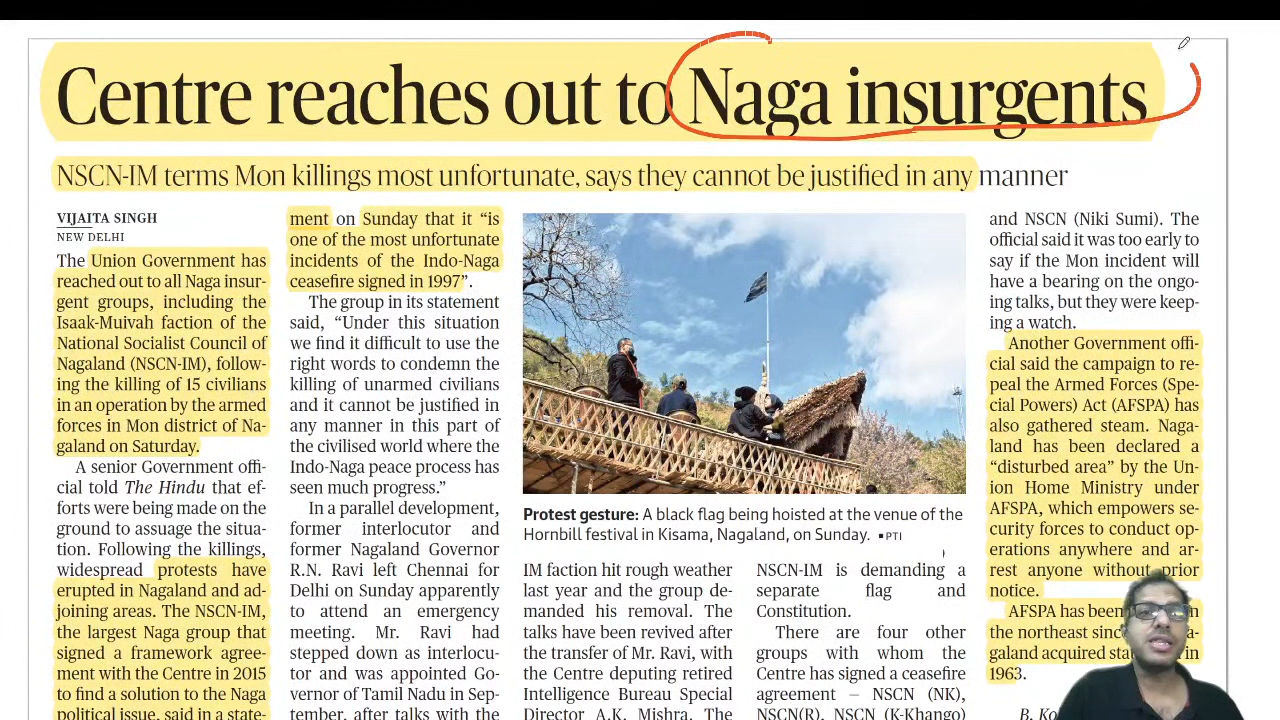 Centre reaches out to Naga insurgents
NSCN-IM terms Mon killings most unfortunate, says they cannot be justified in any manner
VIJAITA SINGH
NEW DELHI
The Union Government has
reached out to all Naga insur-
gent groups, including the
Isaak-Muivah faction of the
National Socialist Council of
Nagaland (NSCN-IM), follow-
ing the killing of 15 civilians
in an operation by the armed
forces in Mon district of Na-
galand on Saturday.
A senior Government offi-
cial told The Hindu that ef-
forts were being made on the
ground to assuage the situa-
tion. Following the killings,
widespread protests have
erupted in Nagaland and ad-
joining areas. The NSCN-IM,
the largest Naga group that
signed a framework agree-
ment with the Centre in 2015
to find a solution to the Naga
political issue, said in a state-
ment on Sunday that it “is
one of the most unfortunate
incidents of the Indo-Naga
ceasefire signed in 1997”.
The group in its statement
said, “Under this situation
we find it difficult to use the
right words to condemn the
killing of unarmed civilians
and it cannot be justified in
any manner in this part of
the civilised world where the
Indo-Naga peace process has
seen much progress.”
In a parallel development,
former interlocutor and
former Nagaland Governor
R.N. Ravi left Chennai for
Delhi on Sunday apparently
to attend an emergency
meeting. Mr. Ravi had
stepped down as interlocu-
tor and was appointed Go-
vernor of Tamil Nadu in Sep-
tember, after talks with the
Protest gesture: A black flag being hoisted at the venue of the
Hornbill festival in Kisama, Nagaland, on Sunday. ▪PTI
IM faction hit rough weather
last year and the group de-
manded his removal. The
talks have been revived after
the transfer of Mr. Ravi, with
the Centre deputing retired
Intelligence Bureau Special
Director A.K. Mishra. The
NSCN-IM is demanding a
separate flag and
Constitution.
There are four other
groups with whom the
Centre has signed a ceasefire
agreement — NSCN (NK),
NSCN(R), NSCN (K-Khango)
and NSCN (Niki Sumi). The
official said it was too early to
say if the Mon incident will
have a bearing on the ongo-
ing talks, but they were keep-
ing a watch.
Another Government offi-
cial said the campaign to re-
peal the Armed Forces (Spe-
cial Powers) Act (AFSPA) has
also gathered steam. Naga-
land has been declared a
“disturbed area” by the Un-
ion Home Ministry under
AFSPA, which empowers se-
curity forces to conduct op-
erations anywhere and ar-
rest anyone without prior
notice.
AFSPA has been
the northeast
galand acquired in
1963.